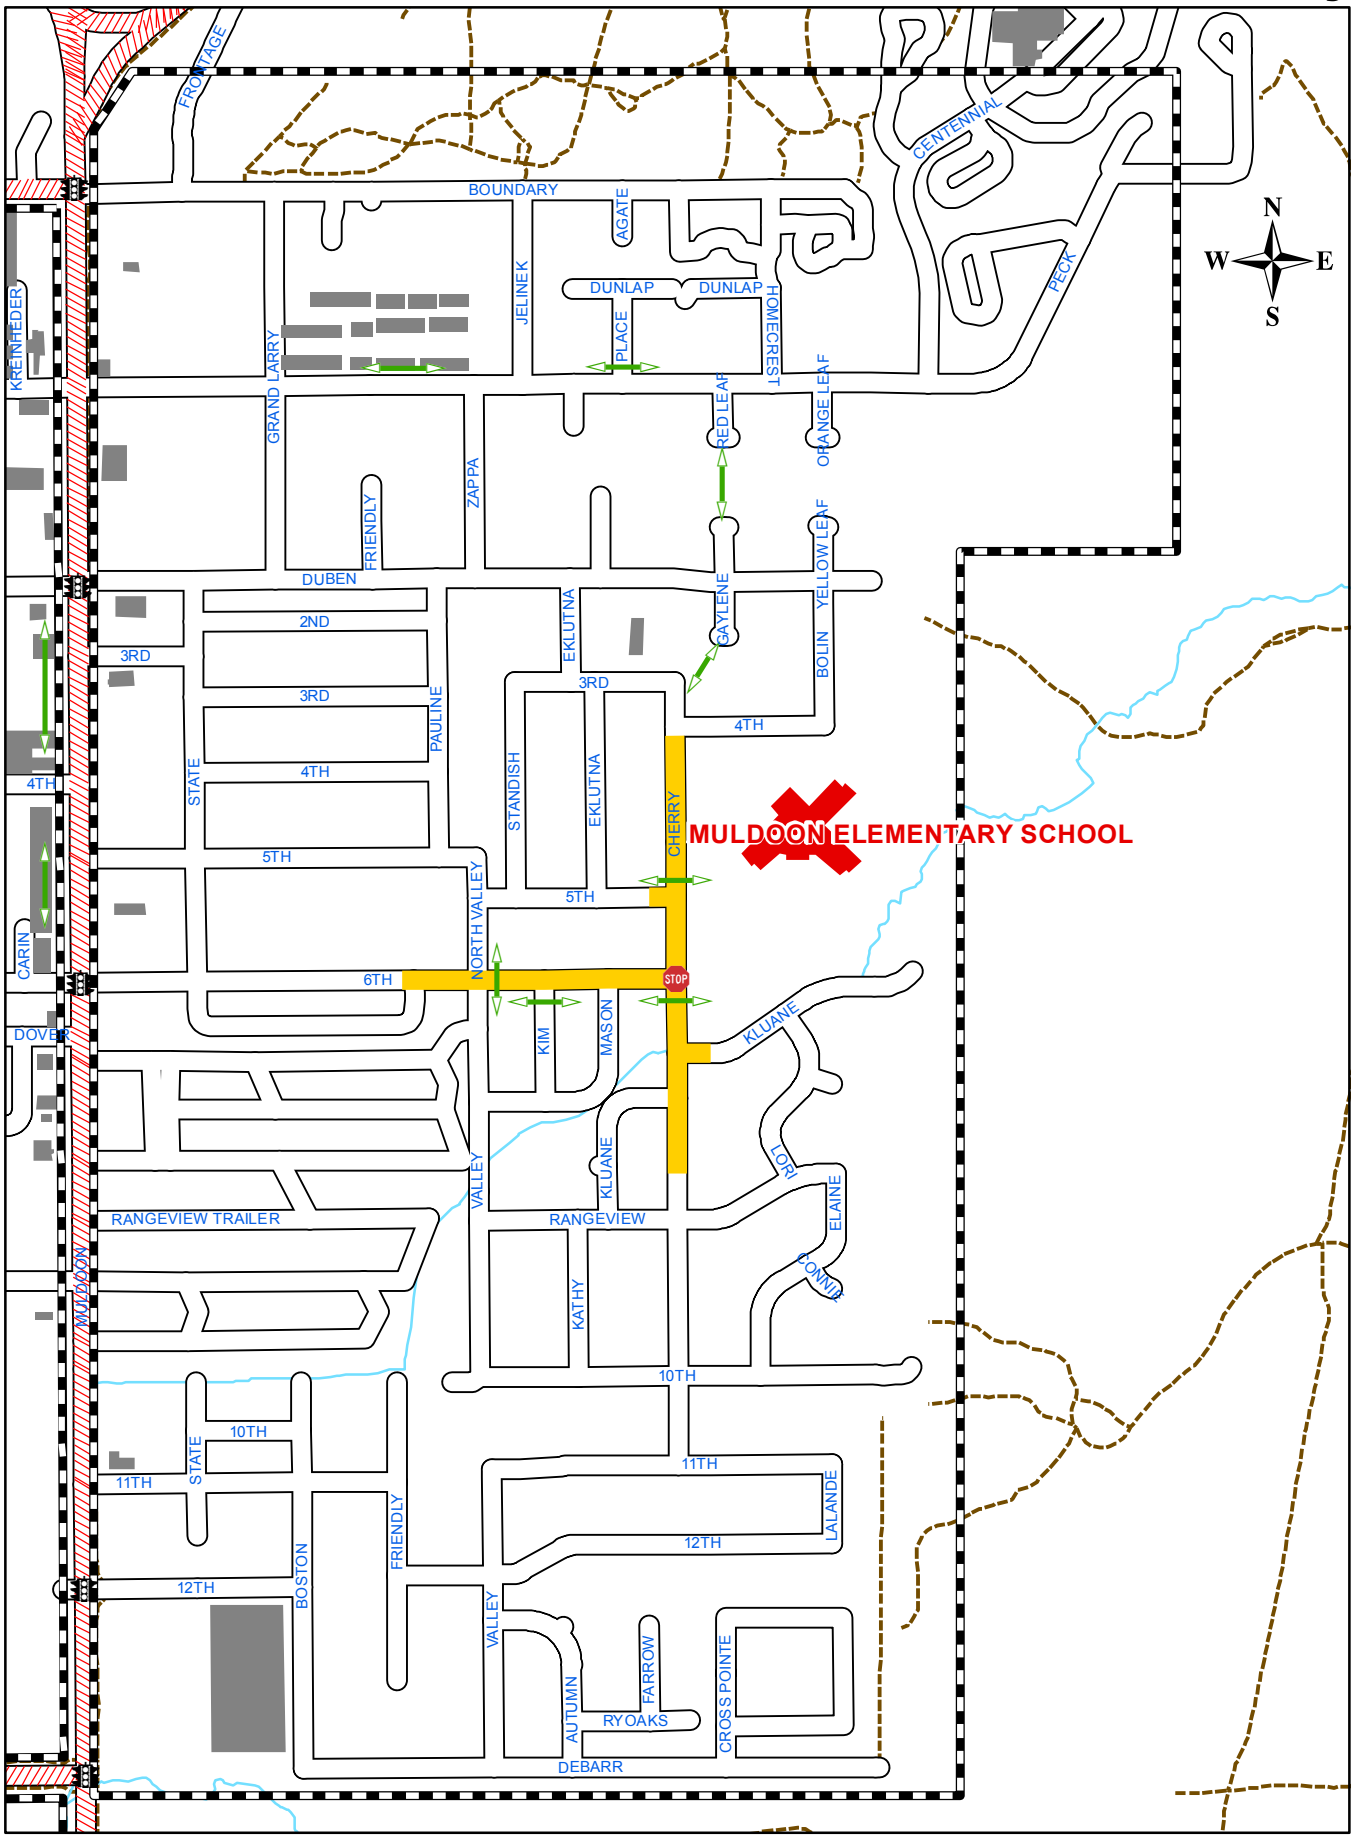 FRONTAGE
CENTENNIAL
BOUNDARY
AGATE
N
W E
S
PECK
JELINEK
DUNLAP
DUNLAP
HOMECREST
KREINHEDER
PLACE
GRAND LARRY
RED LEAF
ORANGE LEAF
ZAPPA
FRIENDLY
YELLOW LEAF
DUBEN
GAYLENE
EKLUTNA
2ND
3RD
BOLIN
3RD
3RD
PAULINE
4TH
STATE
4TH
4TH
STANDISH
EKLUTNA
CHERRY
MULDOON ELEMENTARY SCHOOL
5TH
5TH
NORTH VALLEY
CARIN
6TH
STOP
DOVER
KIM
MASON
KLUANE
VALLEY
KLUANE
LORI
ELAINE
RANGEVIEW TRAILER
RANGEVIEW
MULDOON
KATHY
CONNIE
10TH
10TH
STATE
11TH
11TH
LALANDE
FRIENDLY
12TH
BOSTON
12TH
VALLEY
AUTUMN
FARROW
CROSS POINTE
RYOAKS
DEBARR